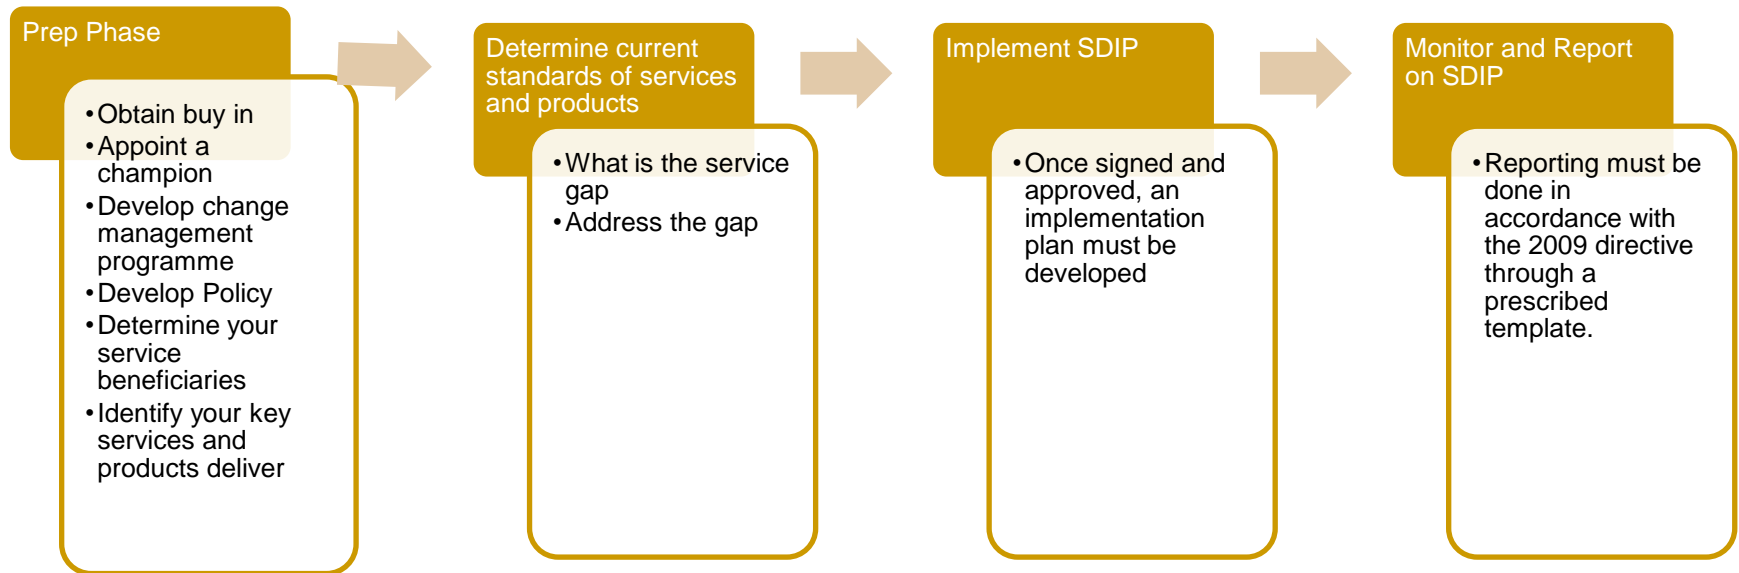 Prep Phase
•Obtain buy in
•Appoint a
champion
•Develop change
management
programme
•Develop Policy
•Determine your
service
beneficiaries
•Identify your key
services and
products deliver
Determine current
standards of services
and products
•What is the service
gap
•Address the gap
Implement SDIP
•Once signed and
approved, an
implementation
plan must be
developed
Monitor and Report
on SDIP
•Reporting must be
done in
accordance with
the 2009 directive
through a
prescribed
template.